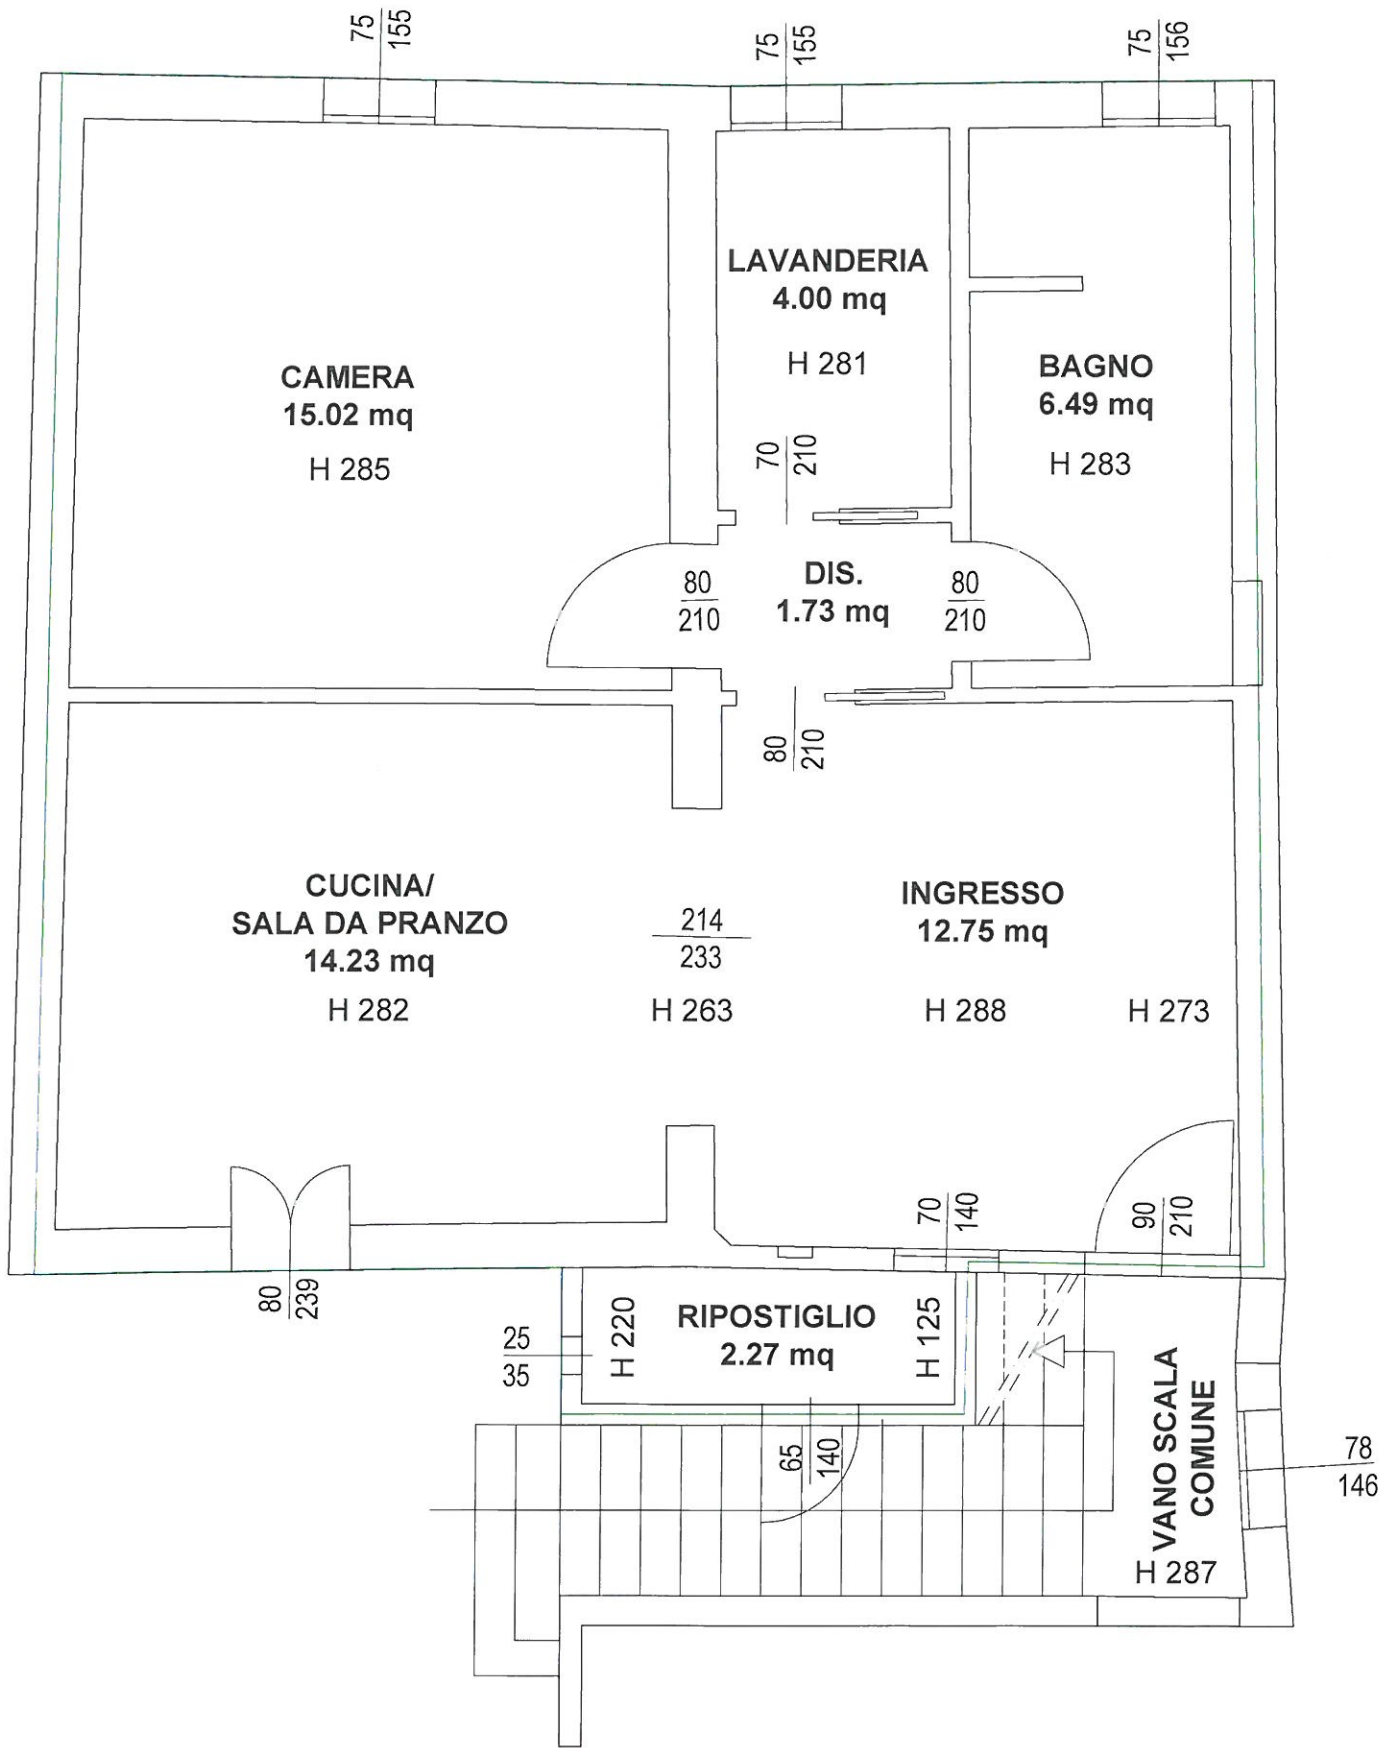 75
155
75
155
75
156
LAVANDERIA
4.00 mq
H 281
CAMERA
15.02 mq
H 285
BAGNO
6.49 mq
H 283
70
210
DIS.
1.73 mq
80
210
80
210
80
210
CUCINA/
SALA DA PRANZO
14.23 mq
H 282
214
233
H 263
INGRESSO
12.75 mq
H 288
H 273
70
140
90
210
80
239
25
35
H 220
RIPOSTIGLIO
2.27 mq
H 125
65
140
VANO SCALA
COMUNE
H 287
78
146